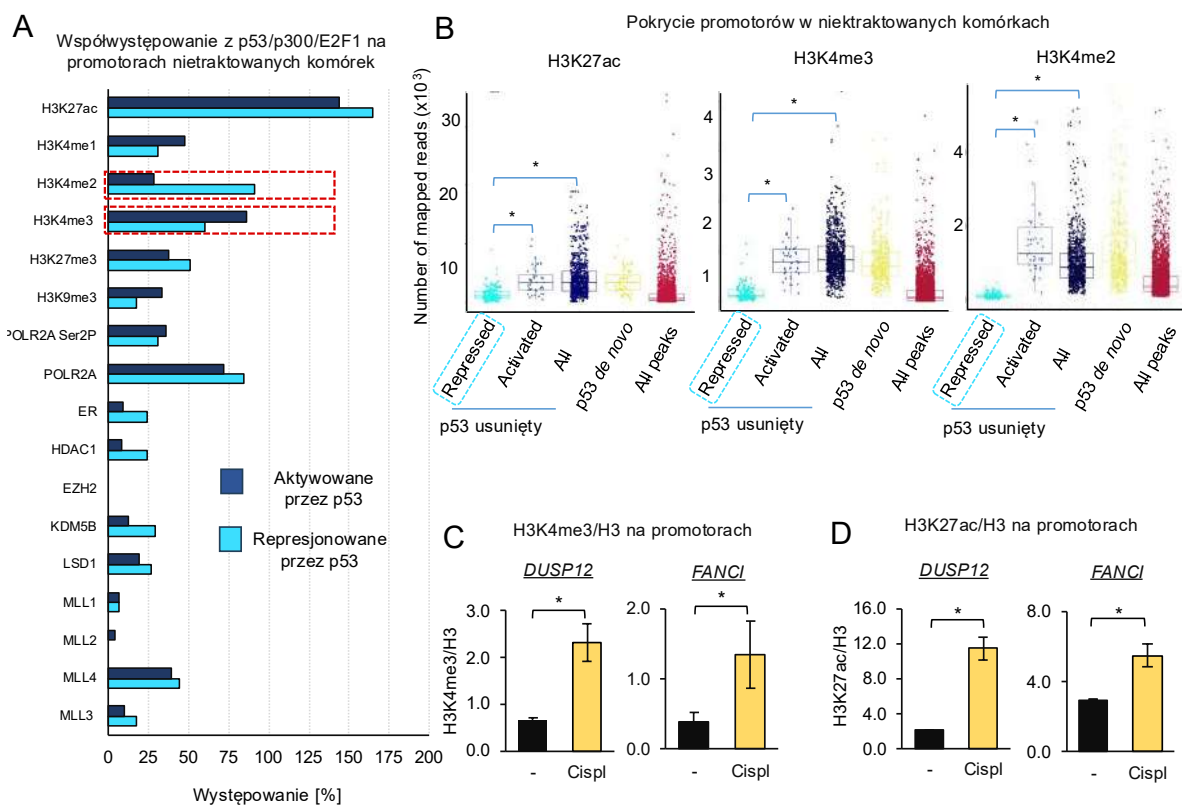 A
Współwystępowanie z p53/p300/E2F1 na
promotorach nietraktowanych komórek
H3K27ac
H3K4me1
H3K4me2
H3K4me3
H3K27me3
H3K9me3
POLR2A Ser2P
POLR2A
ER
HDAC1
EZH2
KDM5B
LSD1
MLL1
MLL2
MLL4
MLL3
Aktywowane
przez p53
Represjonowane
przez p53
0 25 50 75 100 125 150 175 200
Występowanie [%]
B
Pokrycie promotorów w niektraktowanych komórkach
H3K27ac
H3K4me3
H3K4me2
Number of mapped reads (x10³)
30
20
10
* *
4
3
2
1
* *
4
2
* *
Repressed
Activated
All
p53 de novo
All peaks
p53 usunięty
Repressed
Activated
All
p53 de novo
All peaks
p53 usunięty
Repressed
Activated
All
p53 de novo
All peaks
p53 usunięty
C
H3K4me3/H3 na promotorach
DUSP12
FANCI
H3K4me3/H3
3.0
2.0
1.0
0.0
*
- Cispl
2.0
1.0
0.0
*
- Cispl
D
H3K27ac/H3 na promotorach
DUSP12
FANCI
H3K27ac/H3
16.0
12.0
8.0
4.0
0.0
*
- Cispl
8.0
4.0
0.0
*
- Cispl